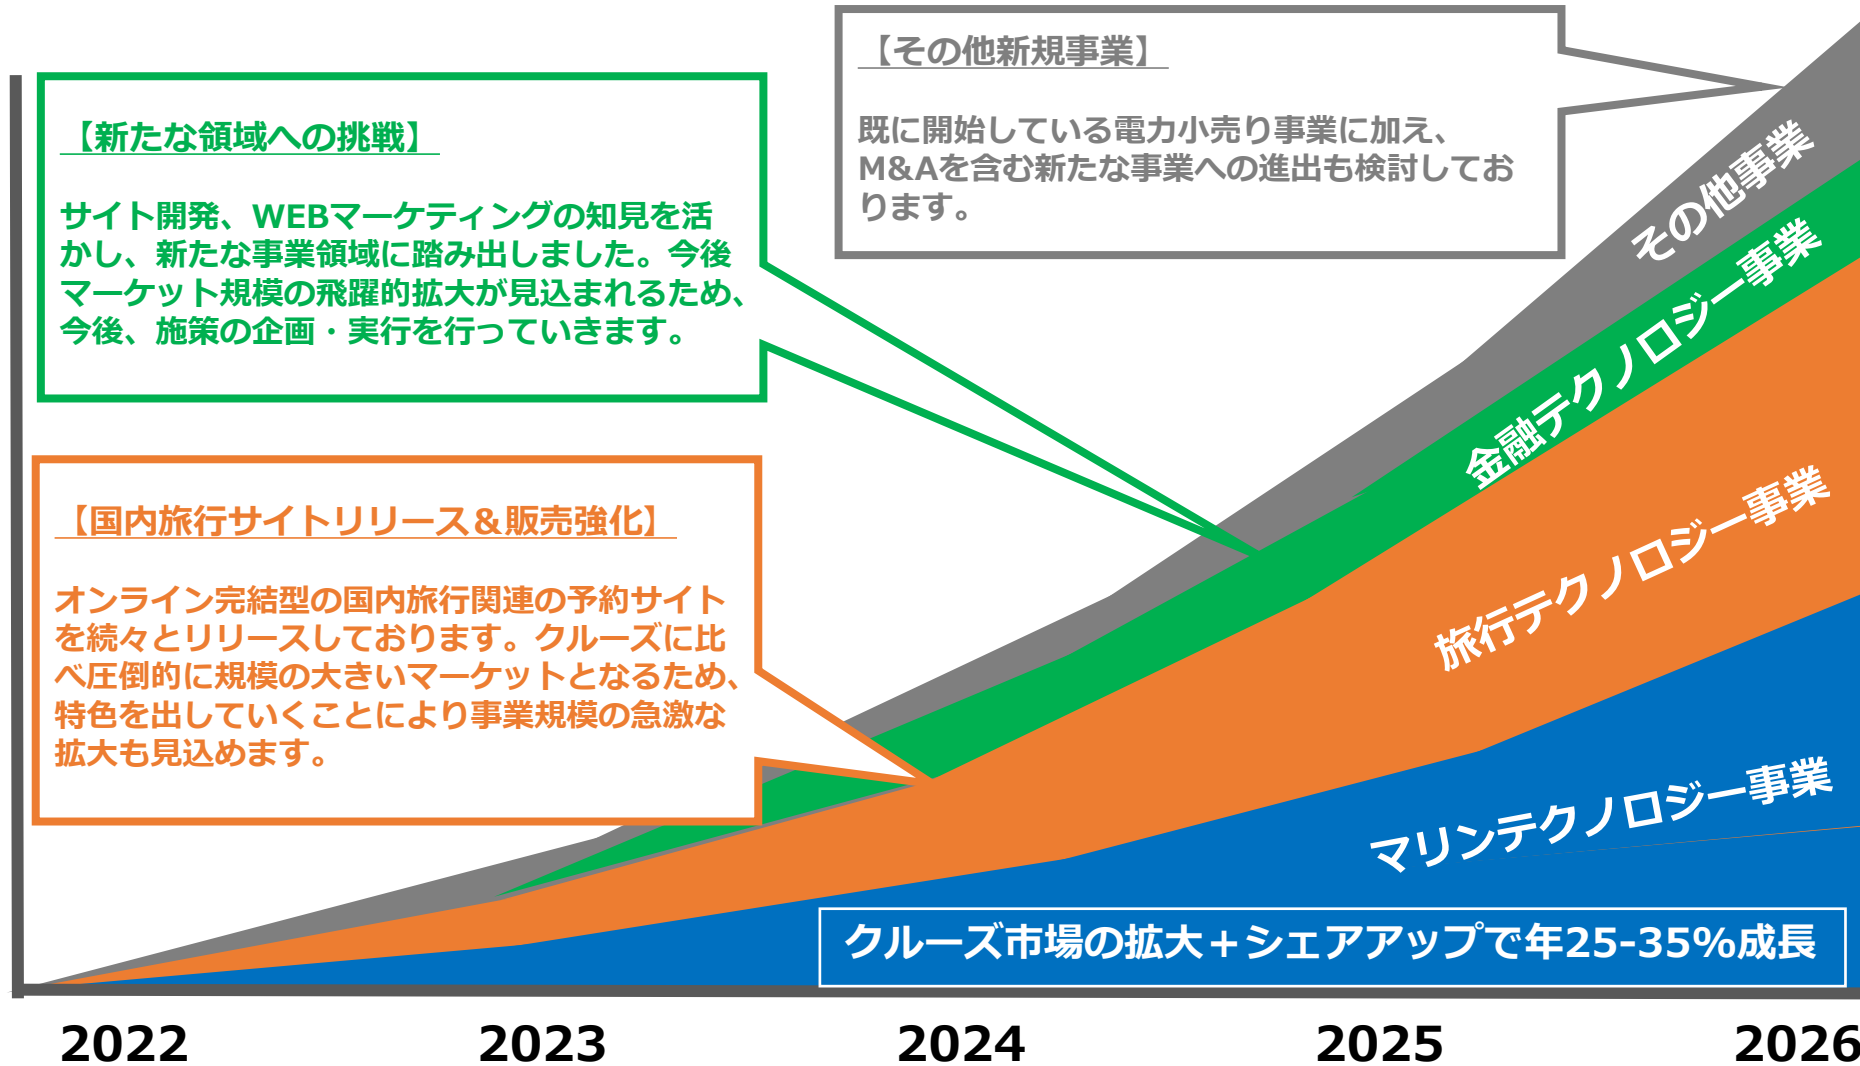 【その他新規事業】
既に開始している電力小売り事業に加え、
M&Aを含む新たな事業への進出も検討してお
ります。
【新たな領域への挑戦】
サイト開発、WEBマーケティングの知見を活
かし、新たな事業領域に踏み出しました。今後
マーケット規模の飛躍的拡大が見込まれるため、
今後、施策の企画・実行を行っていきます。
【国内旅行サイトリリース＆販売強化】
オンライン完結型の国内旅行関連の予約サイト
を続々とリリースしております。クルーズに比
べ圧倒的に規模の大きいマーケットとなるため、
特色を出していくことにより事業規模の急激な
拡大も見込めます。
その他事業
金融テクノロジー事業
旅行テクノロジー事業
マリンテクノロジー事業
クルーズ市場の拡大＋シェアアップで年25-35%成長
2022 2023 2024 2025 2026